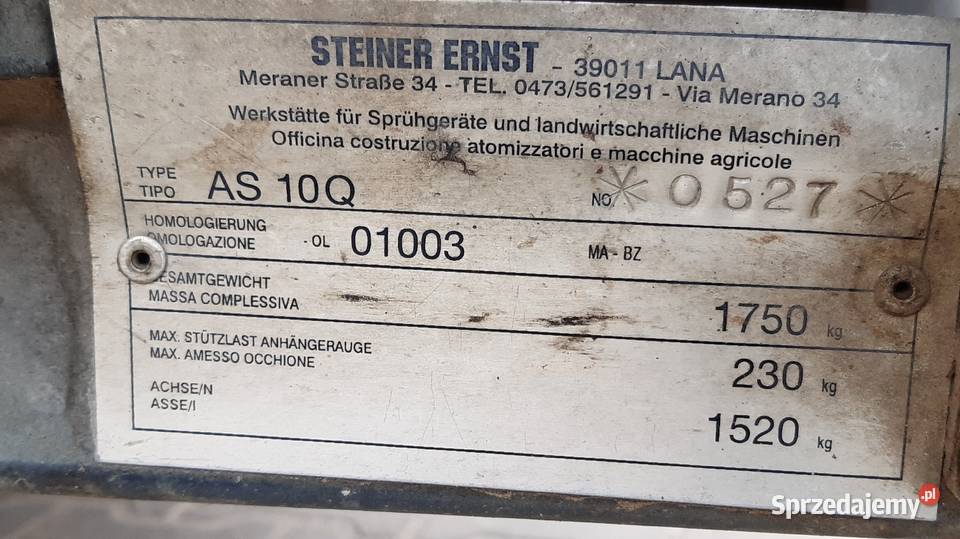 STEINER ERNST - 39011 LANA
Meraner Straße 34 - TEL. 0473/561291 - Via Merano 34
Werkstätte für Sprühgeräte und landwirtschaftliche Maschinen
Officina costruzione atomizzatori e macchine agricole
TYPE
TIPO AS 10Q NO. *0527*
HOMOLOGIERUNG
OMOLOGAZIONE OL 01003 MA - BZ
GESAMTGEWICHT
MASSA COMPLESSIVA 1750 kg
MAX. STÜTZLAST ANHÄNGERAUGE
MAX. AMESSO OCCHIONE 230 kg
ACHSE/N
ASSE/I 1520 kg
Sprzedajemy.pl